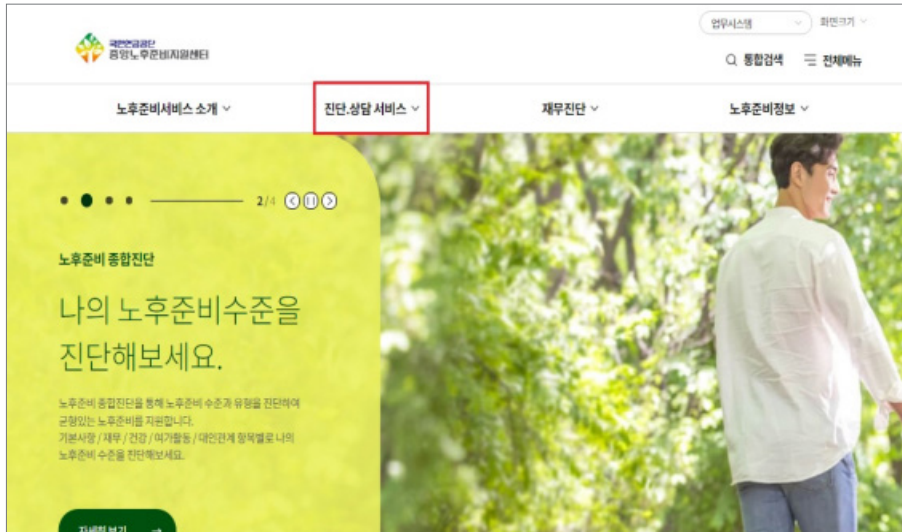 업무시스템
화면크기
국민연금공단
중앙노후준비지원센터
통합검색
전체메뉴
노후준비서비스 소개
진단.상담 서비스
재무진단
노후준비정보
2/4
노후준비 종합진단
나의 노후준비수준을
진단해보세요.
노후준비 종합진단을 통해 노후준비 수준과 유형을 진단하여
균형있는 노후준비를 지원합니다.
기본사항 / 재무 / 건강 / 여가활동 / 대인관계 항목별로 나의
노후준비 수준을 진단해보세요.
자세히 보기 →